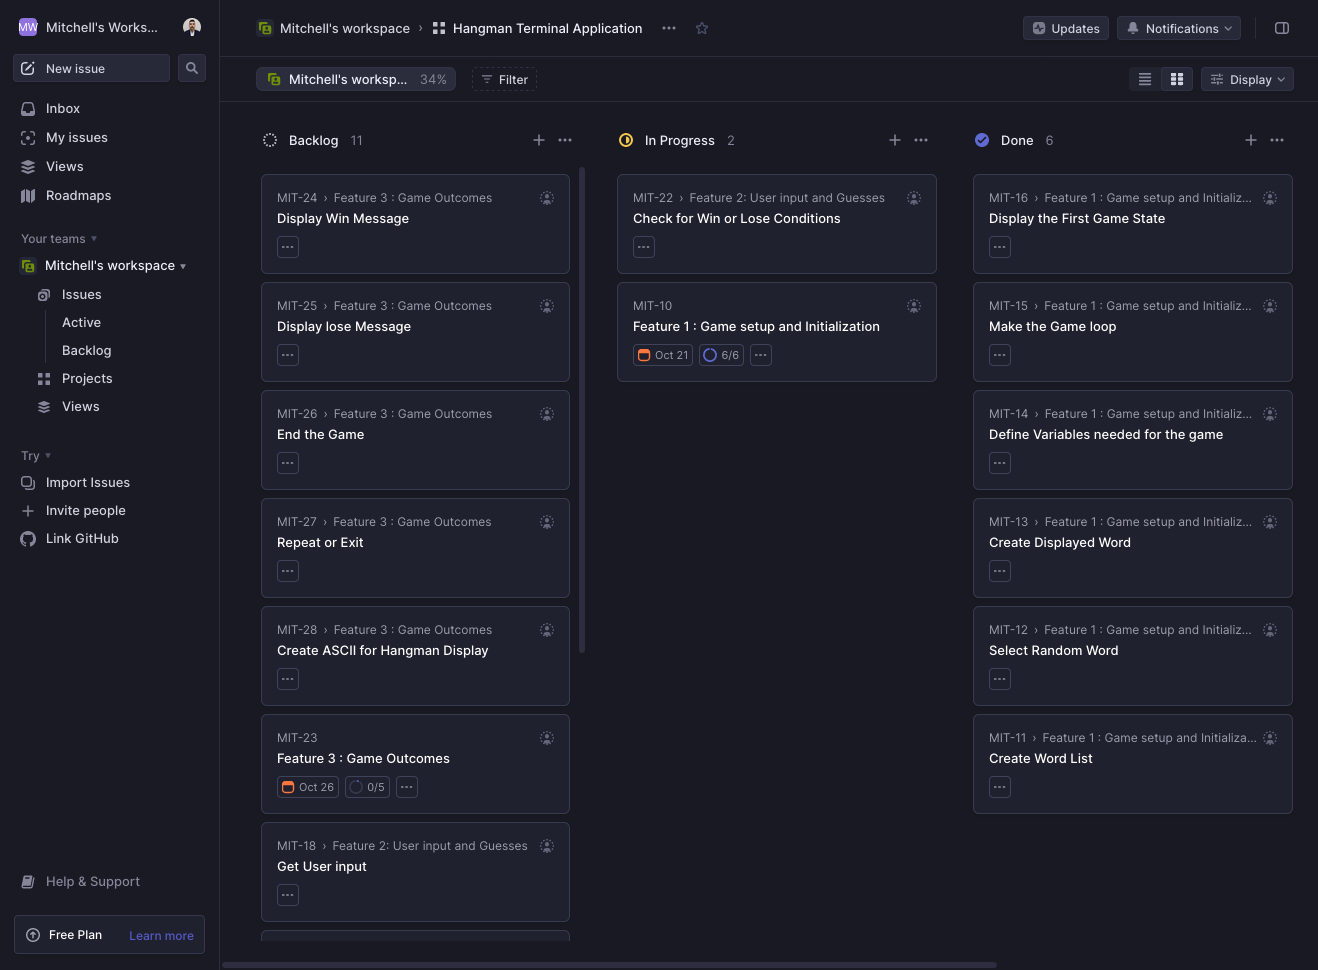 MW Mitchell's Works...
New issue
Inbox
My issues
Views
Roadmaps
Your teams
Mitchell's workspace
Issues
Active
Backlog
Projects
Views
Try
Import Issues
Invite people
Link GitHub
Help & Support
Free Plan Learn more
Mitchell's workspace › Hangman Terminal Application ...
Updates
Notifications
Mitchell's worksp... 34%
Filter
Display
Backlog 11
MIT-24 › Feature 3 : Game Outcomes
Display Win Message
MIT-25 › Feature 3 : Game Outcomes
Display lose Message
MIT-26 › Feature 3 : Game Outcomes
End the Game
MIT-27 › Feature 3 : Game Outcomes
Repeat or Exit
MIT-28 › Feature 3 : Game Outcomes
Create ASCII for Hangman Display
MIT-23
Feature 3 : Game Outcomes
Oct 26 0/5
MIT-18 › Feature 2: User input and Guesses
Get User input
In Progress 2
MIT-22 › Feature 2: User input and Guesses
Check for Win or Lose Conditions
MIT-10
Feature 1 : Game setup and Initialization
Oct 21 6/6
Done 6
MIT-16 › Feature 1 : Game setup and Initializ...
Display the First Game State
MIT-15 › Feature 1 : Game setup and Initializ...
Make the Game loop
MIT-14 › Feature 1 : Game setup and Initializ...
Define Variables needed for the game
MIT-13 › Feature 1 : Game setup and Initializ...
Create Displayed Word
MIT-12 › Feature 1 : Game setup and Initializ...
Select Random Word
MIT-11 › Feature 1 : Game setup and Initializa...
Create Word List